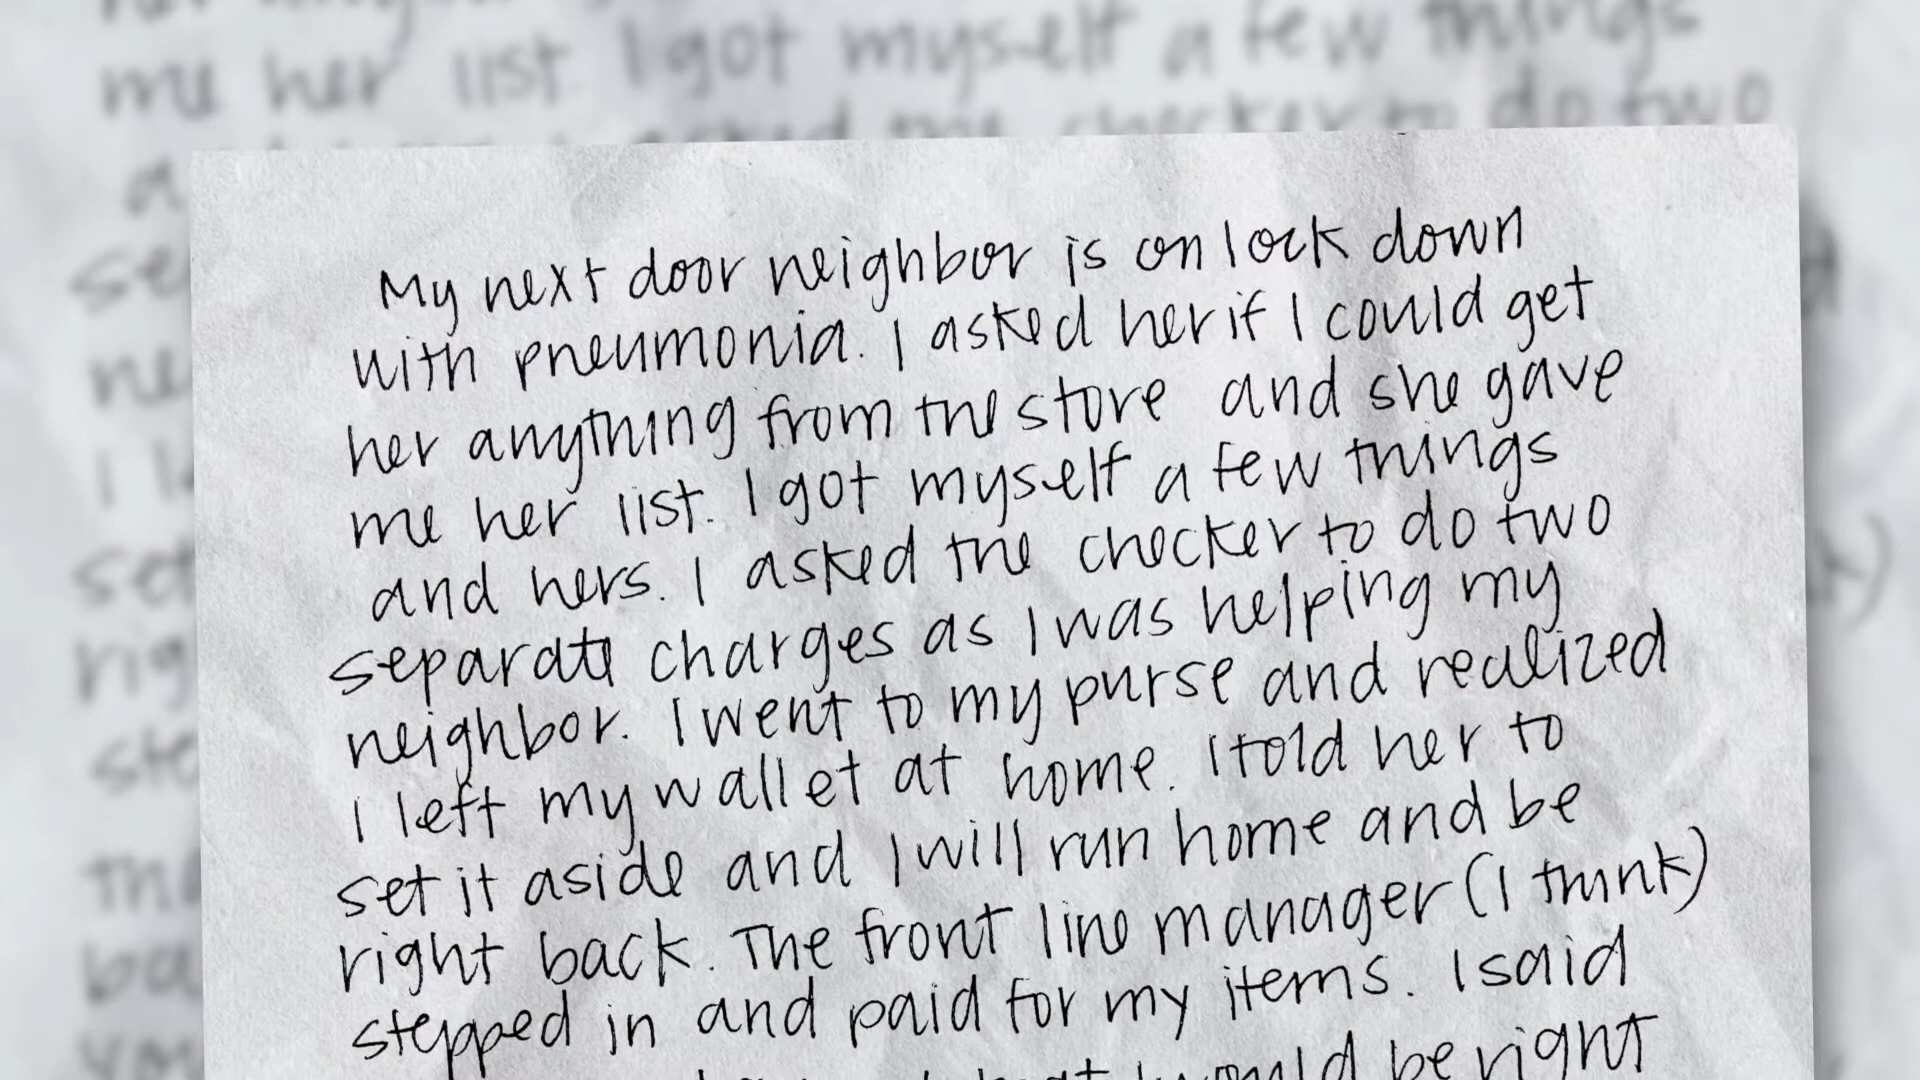 My next door neighbor is on lock down
with pneumonia. I asked her if I could get
her anything from the store and she gave
me her list. I got myself a few things
and hers. I asked the checker to do two
separate charges as I was helping my
neighbor. I went to my purse and realized
I left my wallet at home. I told her to
set it aside and I will run home and be
right back. The front line manager (I think)
stepped in and paid for my items. I said
would be right